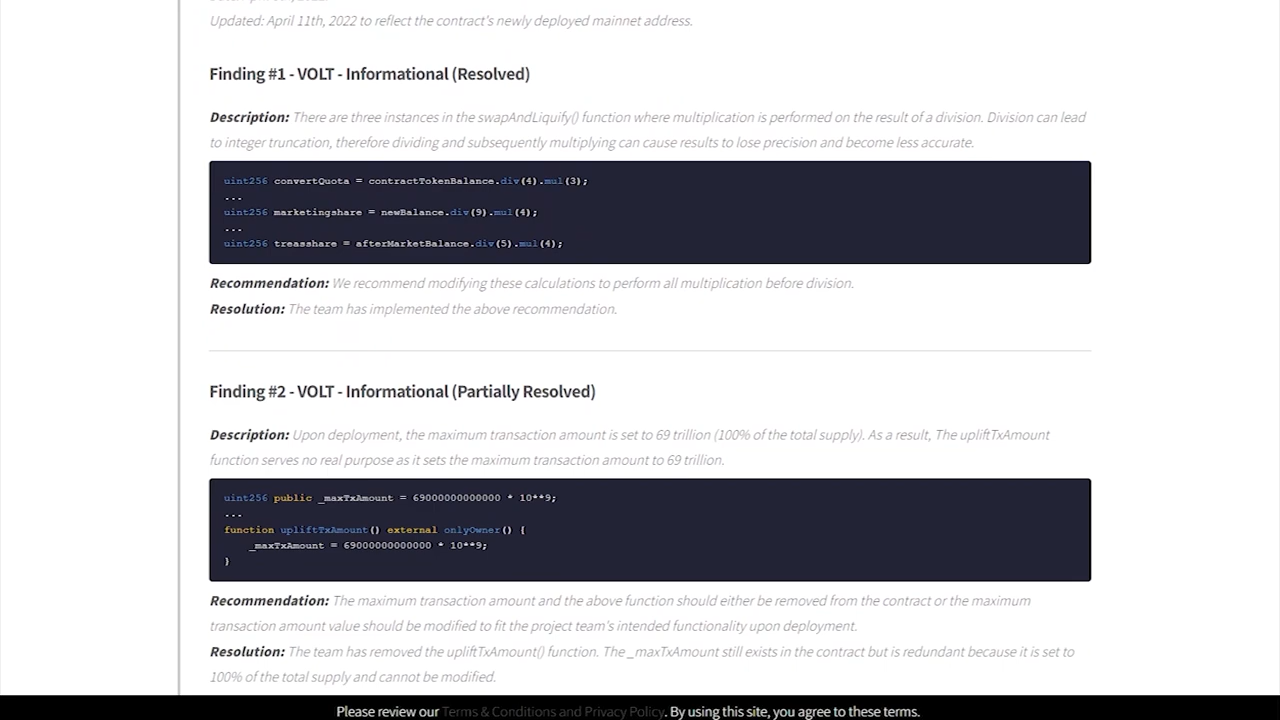 Updated: April 11th, 2022 to reflect the contract's newly deployed mainnet address.
Finding #1 - VOLT - Informational (Resolved)
Description: There are three instances in the swapAndLiquify() function where multiplication is performed on the result of a division. Division can lead
to integer truncation, therefore dividing and subsequently multiplying can cause results to lose precision and become less accurate.
uint256 convertQuota = contractTokenBalance.div(4).mul(3);
...
uint256 marketingshare = newBalance.div(9).mul(4);
...
uint256 treasshare = afterMarketBalance.div(5).mul(4);
Recommendation: We recommend modifying these calculations to perform all multiplication before division.
Resolution: The team has implemented the above recommendation.
Finding #2 - VOLT - Informational (Partially Resolved)
Description: Upon deployment, the maximum transaction amount is set to 69 trillion (100% of the total supply). As a result, The upliftTxAmount
function serves no real purpose as it sets the maximum transaction amount to 69 trillion.
uint256 public _maxTxAmount = 69000000000000 * 10**9;
...
function upliftTxAmount() external onlyOwner() {
_maxTxAmount = 69000000000000 * 10**9;
}
Recommendation: The maximum transaction amount and the above function should either be removed from the contract or the maximum
transaction amount value should be modified to fit the project team's intended functionality upon deployment.
Resolution: The team has removed the upliftTxAmount() function. The _maxTxAmount still exists in the contract but is redundant because it is set to
100% of the total supply and cannot be modified.
Please review our Terms & Conditions and Privacy Policy. By using this site, you agree to these terms.